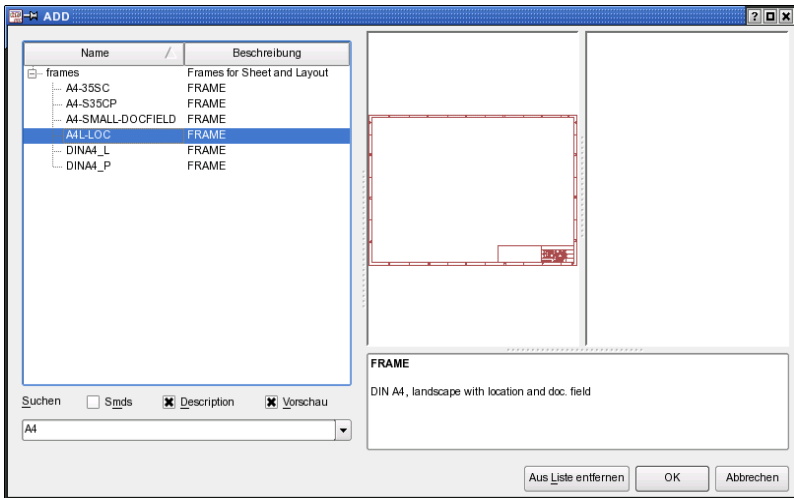 ADD
Name Beschreibung
frames Frames for Sheet and Layout
A4-35SC FRAME
A4-S35CP FRAME
A4-SMALL-DOCFIELD FRAME
A4L-LOC FRAME
DINA4_L FRAME
DINA4_P FRAME
FRAME
DIN A4, landscape with location and doc. field
Suchen Smds Description Vorschau
A4
Aus Liste entfernen OK Abbrechen